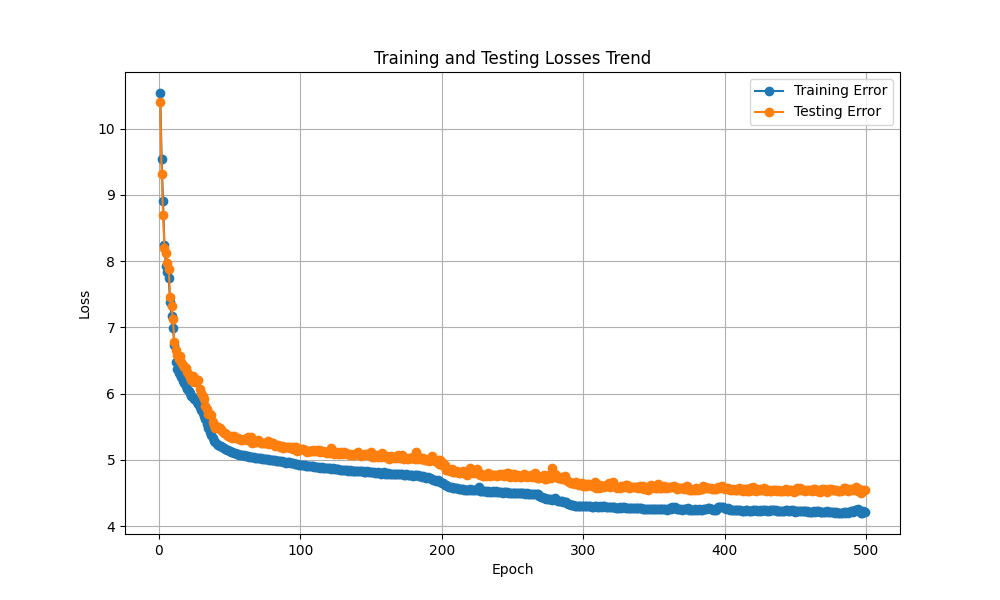 Training and Testing Losses Trend
Training Error
Testing Error
10
9
8
7
6
5
4
Loss
0 100 200 300 400 500
Epoch